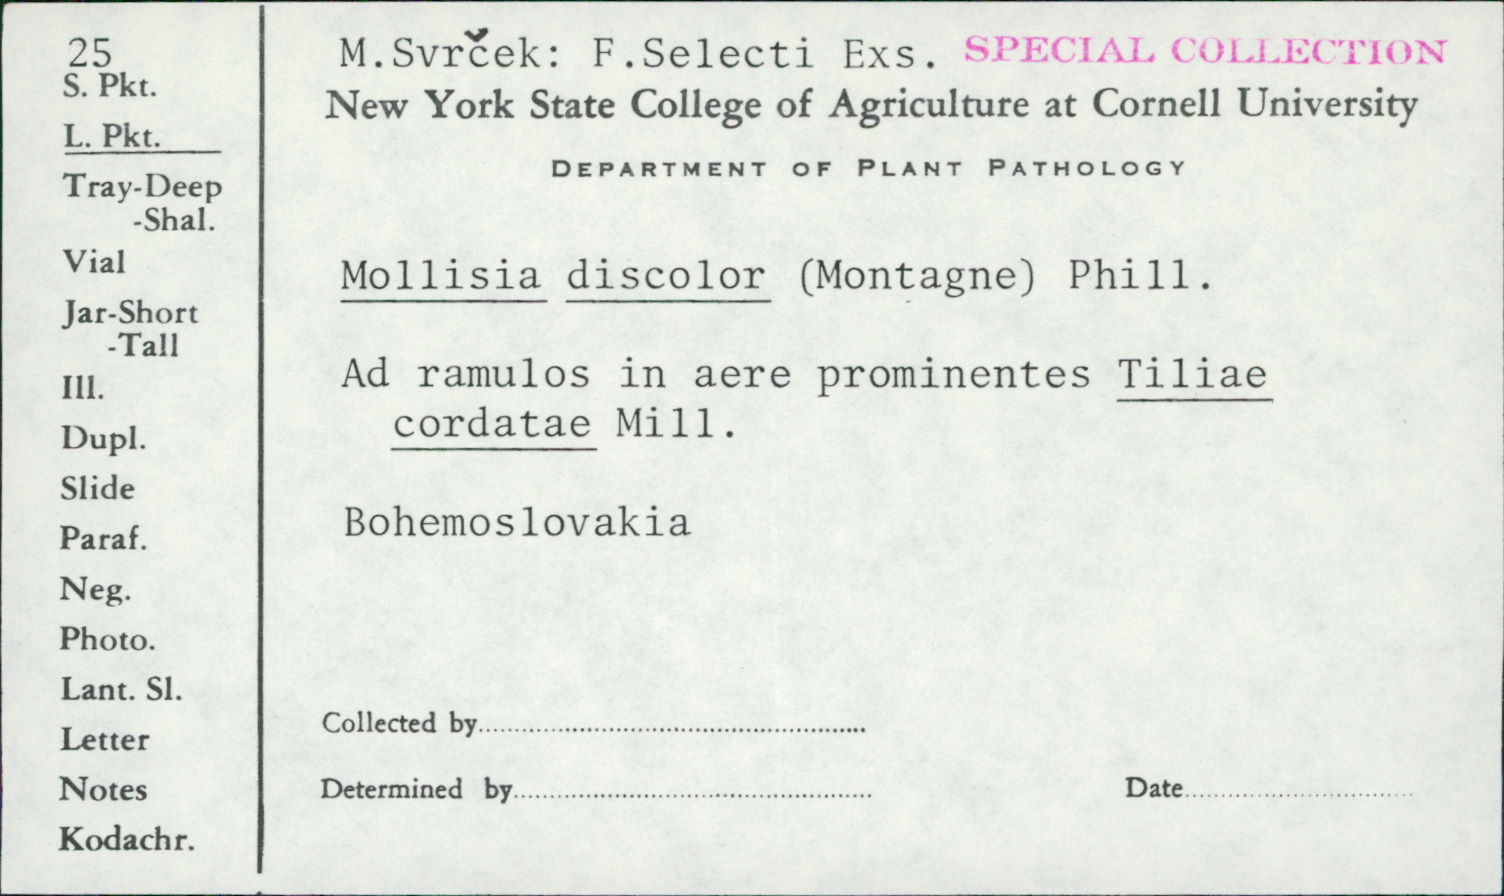 25
S. Pkt.
L. Pkt.
Tray-Deep
-Shal.
Vial
Jar-Short
-Tall
Ill.
Dupl.
Slide
Paraf.
Neg.
Photo.
Lant. Sl.
Letter
Notes
Kodachr.
M.Svrček: F.Selecti Exs. SPECIAL COLLECTION
New York State College of Agriculture at Cornell University
DEPARTMENT OF PLANT PATHOLOGY
Mollisia discolor (Montagne) Phill.
Ad ramulos in aere prominentes Tiliae
cordatae Mill.
Bohemoslovakia
Collected by
Determined by Date